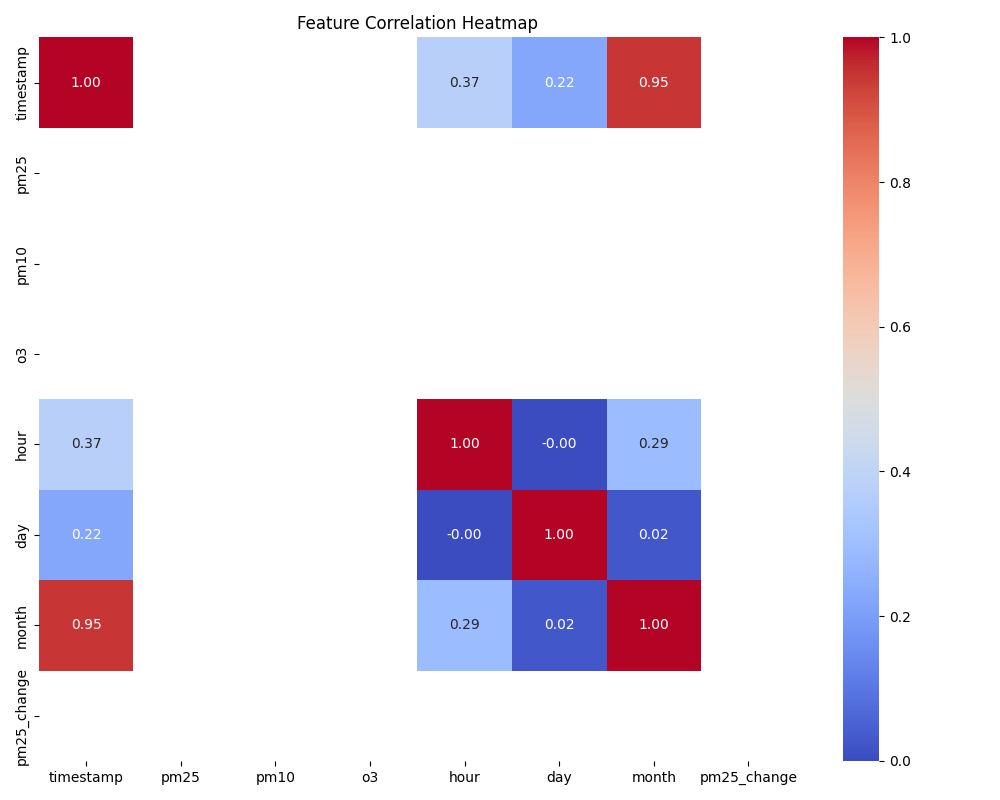 Feature Correlation Heatmap
timestamp
pm25
pm10
o3
hour
day
month
pm25_change
1.00 0.37 0.22 0.95
0.37 1.00 -0.00 0.29
0.22 -0.00 1.00 0.02
0.95 0.29 0.02 1.00
timestamp pm25 pm10 o3 hour day month pm25_change
1.0
0.8
0.6
0.4
0.2
0.0